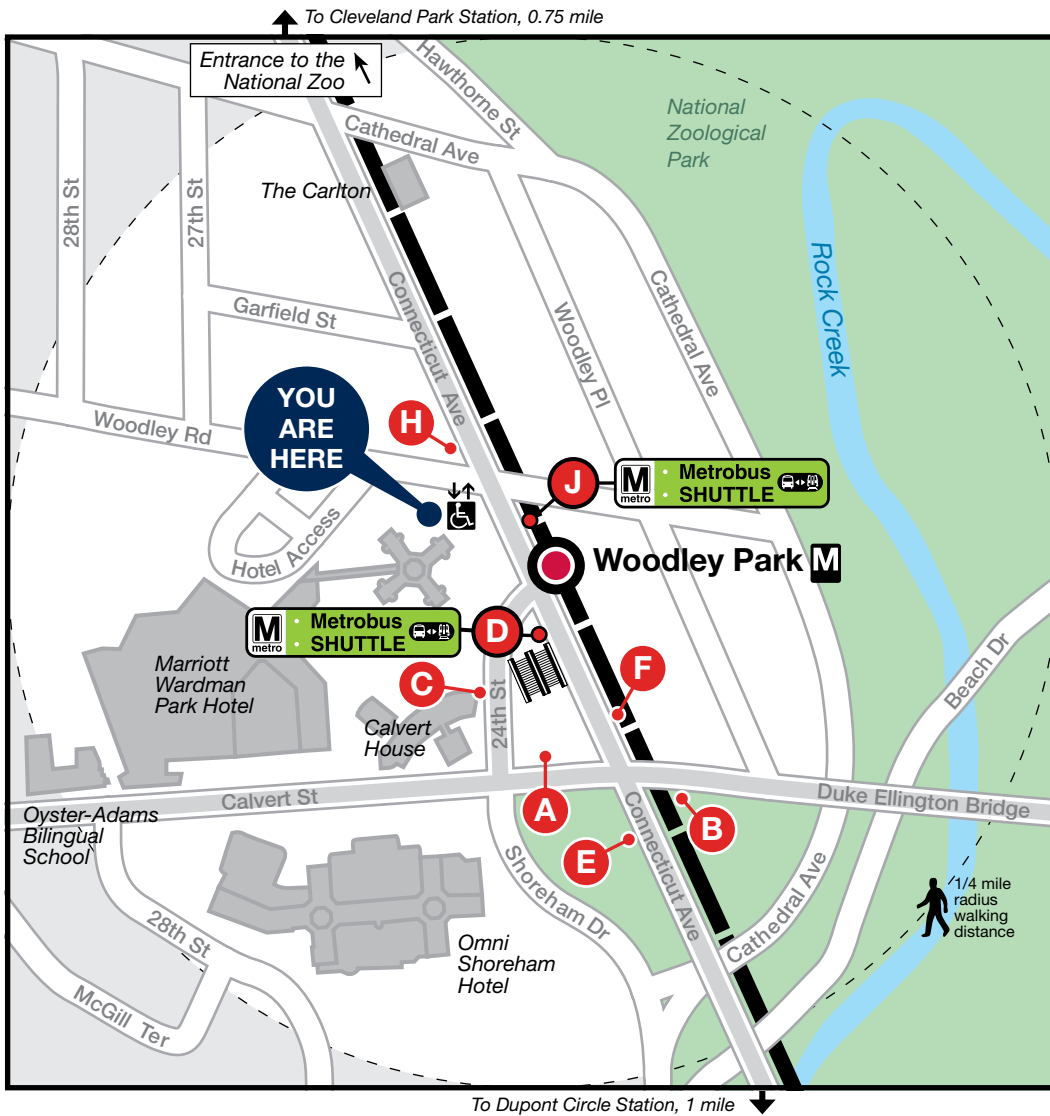 To Cleveland Park Station, 0.75 mile
Entrance to the
National Zoo
Hawthorne St
National
Zoological
Park
Cathedral Ave
The Carlton
28th St
27th St
Rock Creek
Connecticut Ave
Garfield St
Woodley Pl
Cathedral Ave
YOU
ARE
HERE
Woodley Rd
H
J
M
metro
· Metrobus
· SHUTTLE
Hotel Access
Woodley Park M
M
metro
· Metrobus
· SHUTTLE
D
F
C
Marriott
Wardman
Park Hotel
Calvert
House
24th St
Beach Dr
Calvert St
Duke Ellington Bridge
A
B
E
Oyster-Adams
Bilingual
School
Connecticut Ave
Shoreham Dr
Cathedral Ave
1/4 mile
radius
walking
distance
28th St
Omni
Shoreham
Hotel
McGill Ter
To Dupont Circle Station, 1 mile